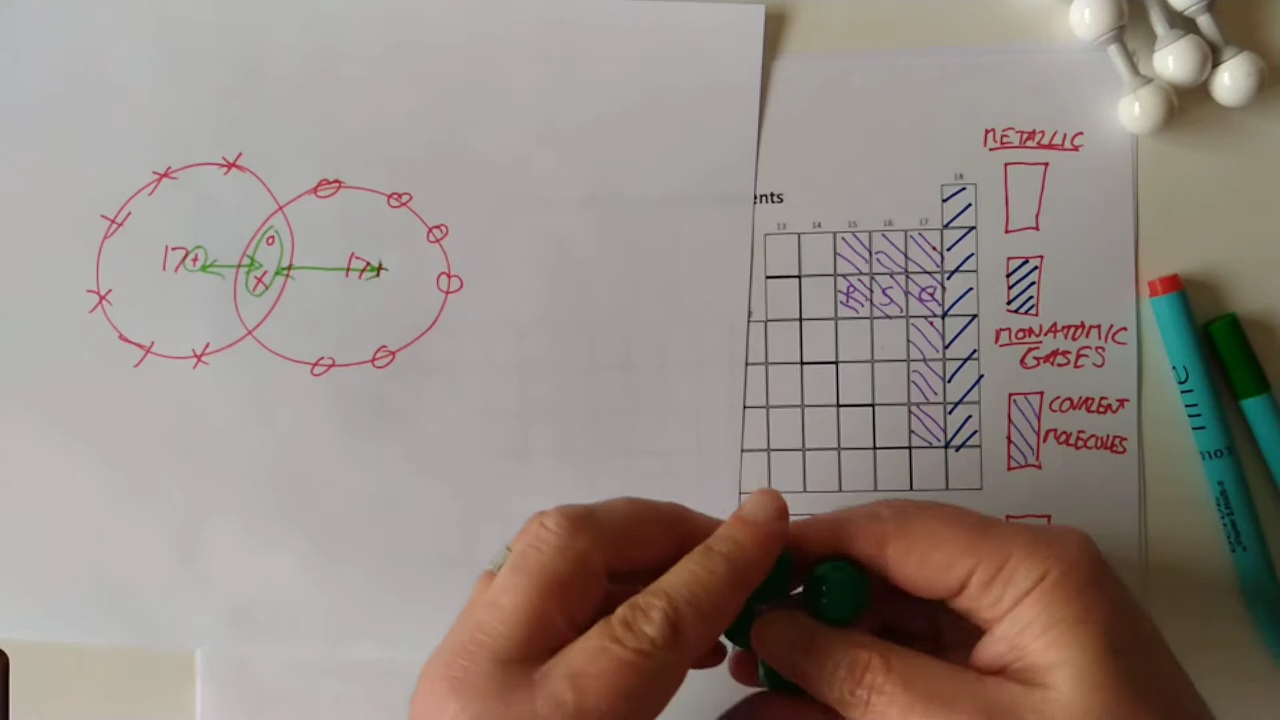 17+
17+
ents
13 14 15 16 17 18
P S Cl
METALLIC
MONATOMIC
GASES
COVALENT
MOLECULES